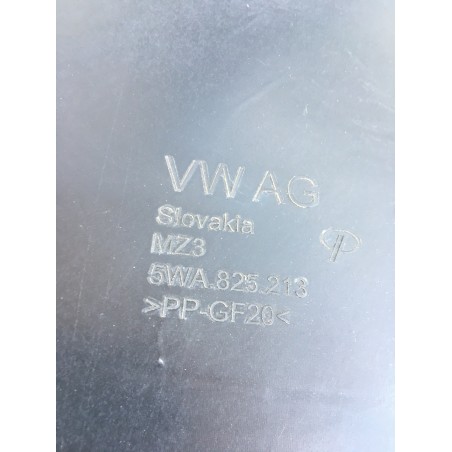 VW AG
Slovakia
MZ3
5WA.825.213
>PP-GF20<